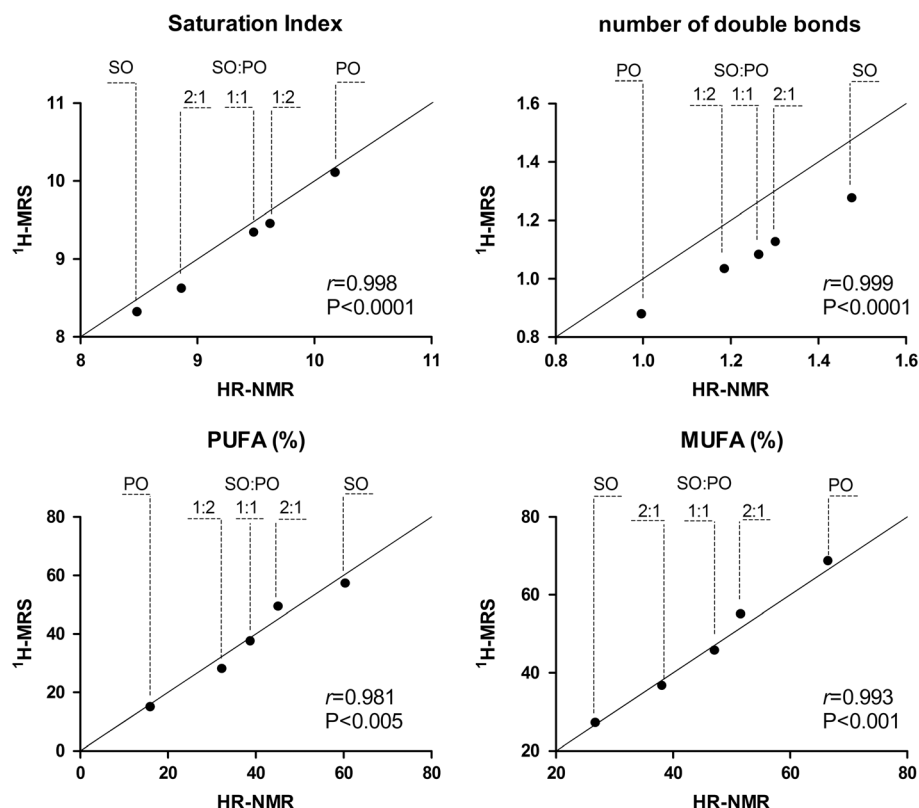 Saturation Index
SO
SO:PO
PO
2:1
1:1
1:2
11
10
9
8
8
9
10
11
¹H-MRS
HR-NMR
r=0.998
P<0.0001
number of double bonds
PO
SO:PO
SO
1:2
1:1
2:1
1.6
1.4
1.2
1.0
0.8
0.8
1.0
1.2
1.4
1.6
¹H-MRS
HR-NMR
r=0.999
P<0.0001
PUFA (%)
PO
SO:PO
SO
1:2
1:1
2:1
80
60
40
20
0
0
20
40
60
80
¹H-MRS
HR-NMR
r=0.981
P<0.005
MUFA (%)
SO
SO:PO
PO
2:1
1:1
2:1
80
60
40
20
20
40
60
80
¹H-MRS
HR-NMR
r=0.993
P<0.001